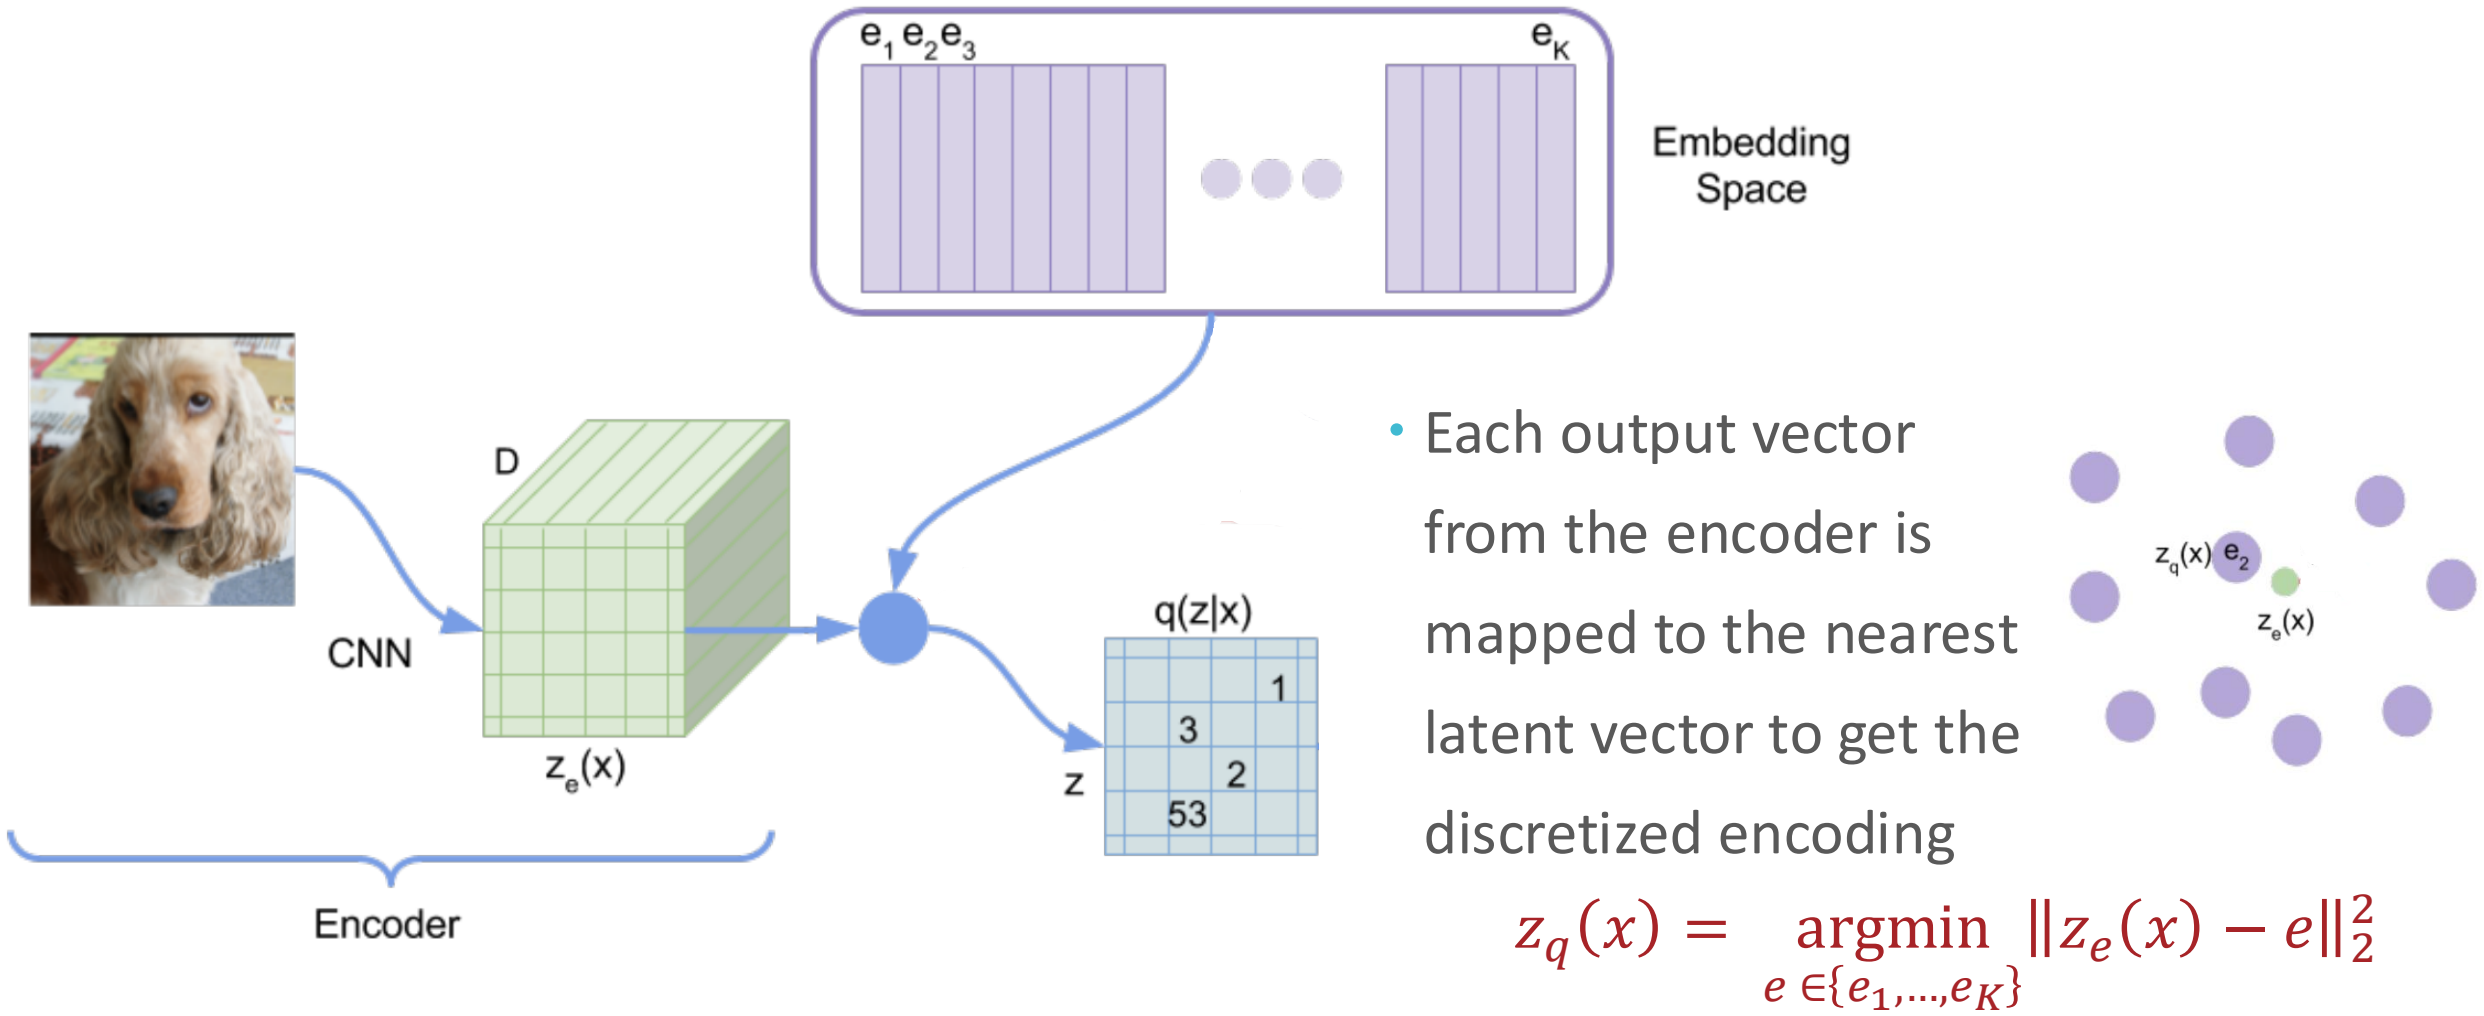 e1 e2 e3 eK
Embedding
Space
D
CNN
ze(x)
Encoder
q(z|x)
1
3
2
53
z
• Each output vector
from the encoder is
mapped to the nearest
latent vector to get the
discretized encoding
zq(x) = argmin ‖ze(x) − e‖₂²
e ∈{e1,…,eK}
zq(x) e2
ze(x)